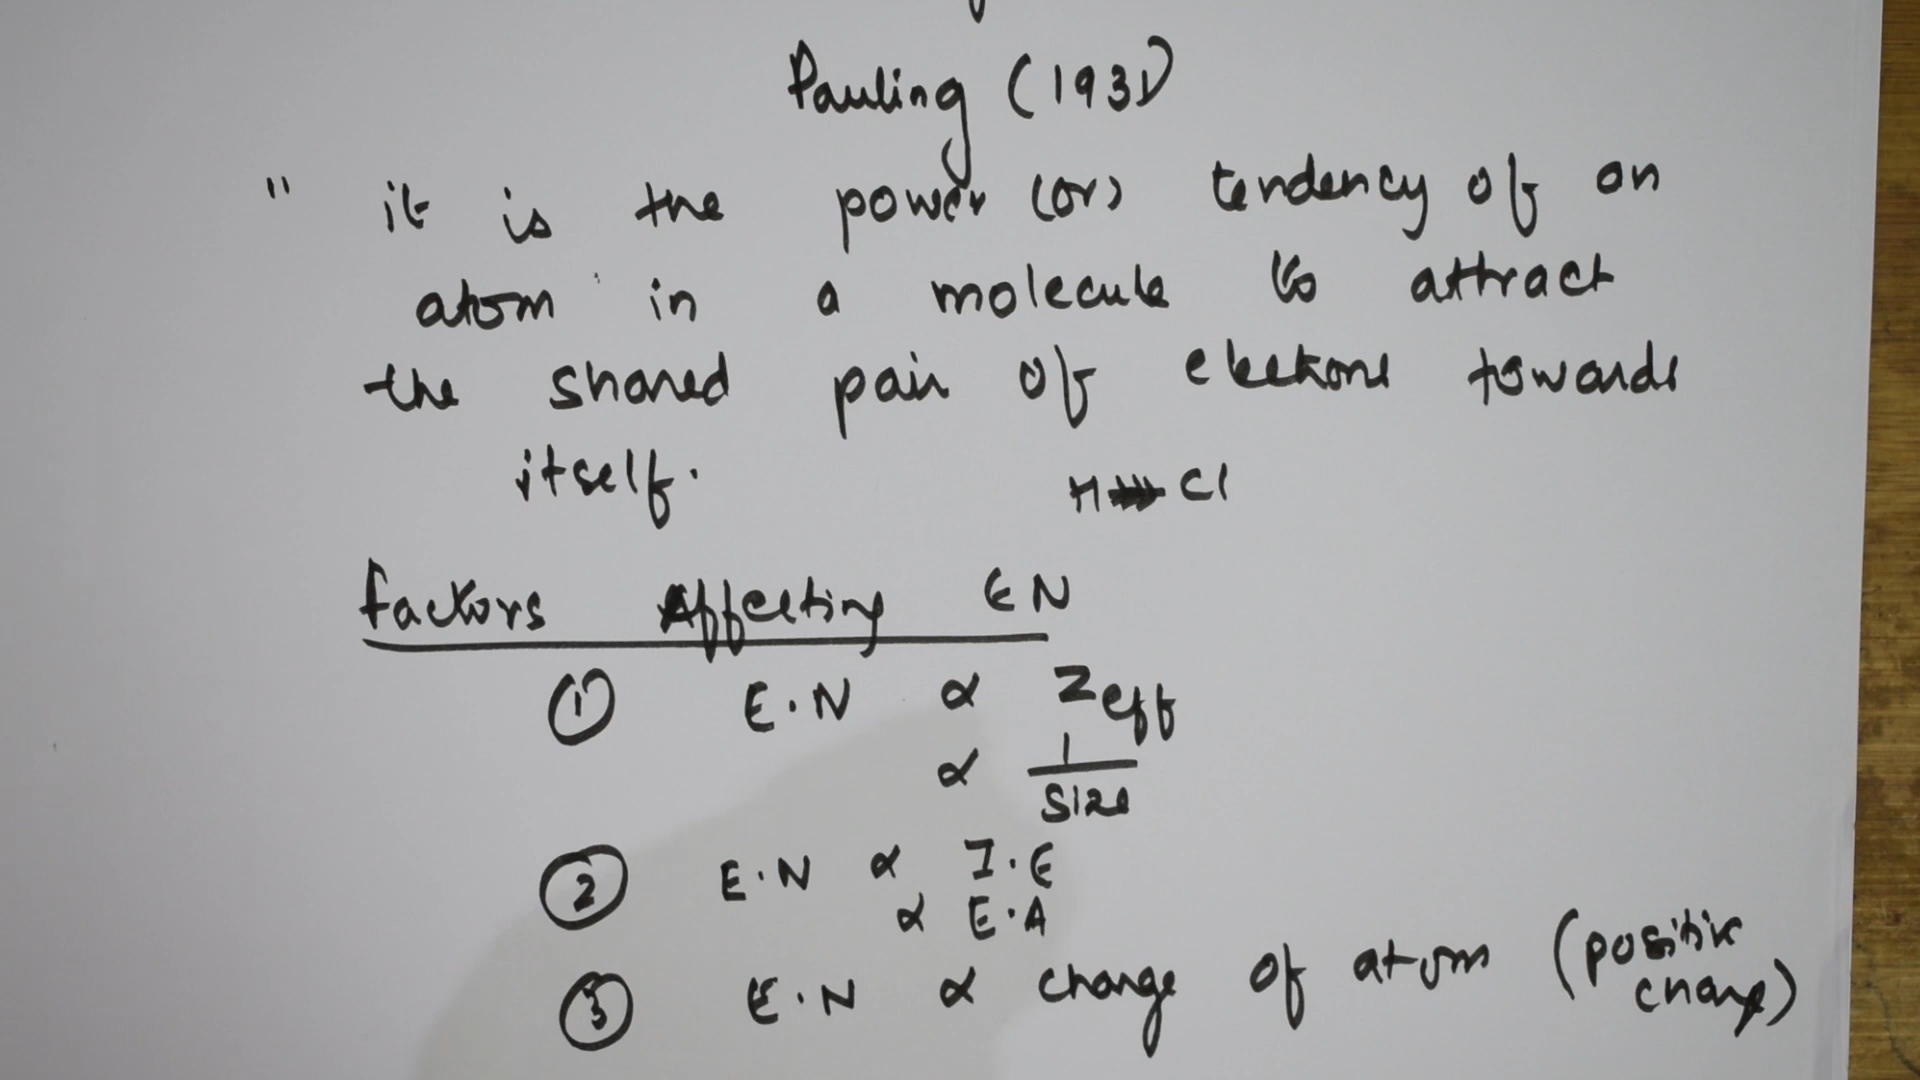 Pauling (1931)
" it is the power (or) tendency of an
atom in a molecule to attract
the shared pair of electrons towards
itself.
H Cl
Factors Affecting EN
① E.N α Zeff
α 1/Size
② E.N α I.E
α E.A
③ E.N α charge of atom (positive
charge)